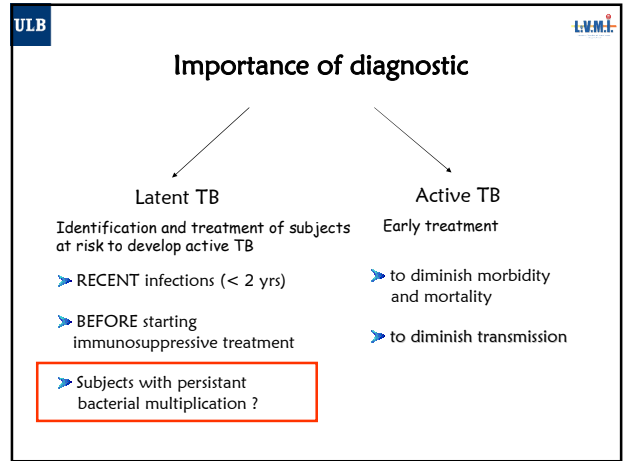 ULB
L.V.M.I.
Importance of diagnostic
Latent TB
Identification and treatment of subjects
at risk to develop active TB
RECENT infections (< 2 yrs)
BEFORE starting
immunosuppressive treatment
Subjects with persistant
bacterial multiplication ?
Active TB
Early treatment
to diminish morbidity
and mortality
to diminish transmission